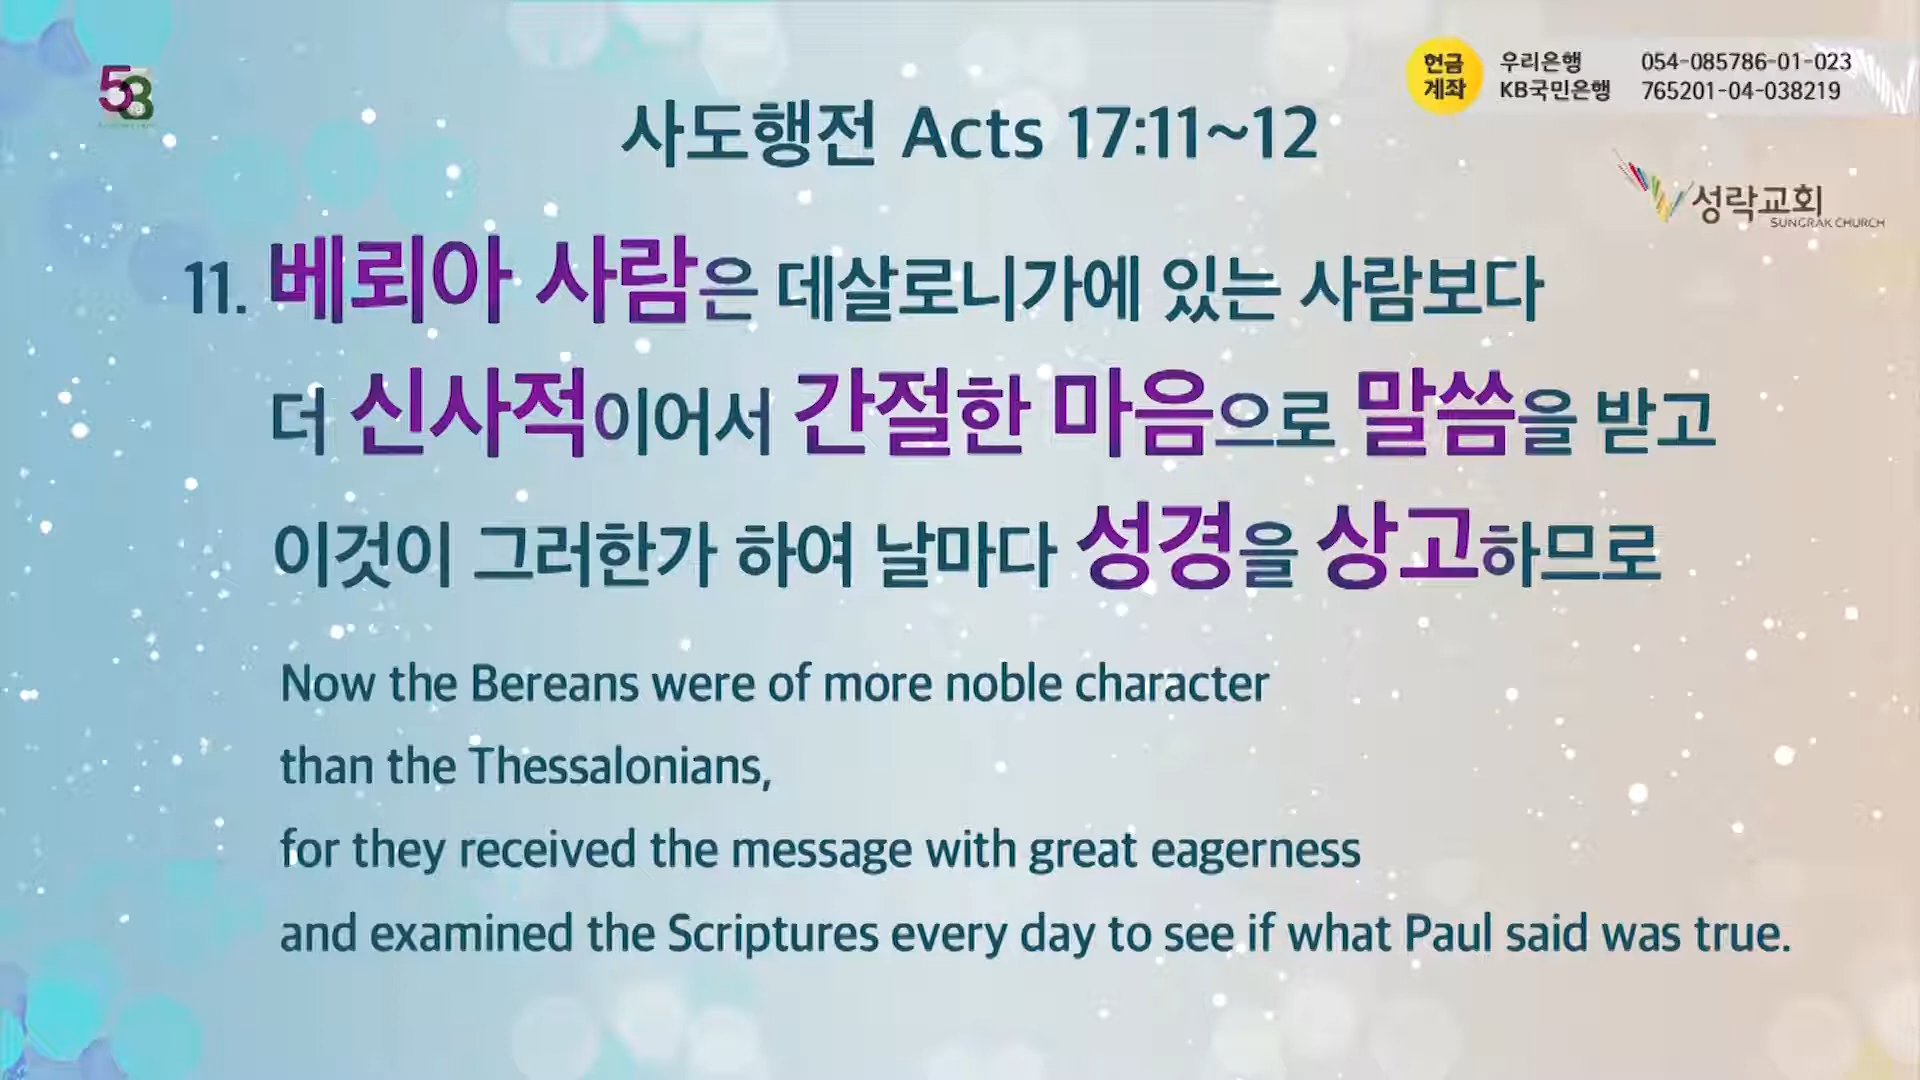 53
현금
계좌
우리은행 054-085786-01-023
KB국민은행 765201-04-038219
사도행전 Acts 17:11~12
성락교회
SUNGRAK CHURCH
11. 베뢰아 사람은 데살로니가에 있는 사람보다
더 신사적이어서 간절한 마음으로 말씀을 받고
이것이 그러한가 하여 날마다 성경을 상고하므로
Now the Bereans were of more noble character
than the Thessalonians,
for they received the message with great eagerness
and examined the Scriptures every day to see if what Paul said was true.